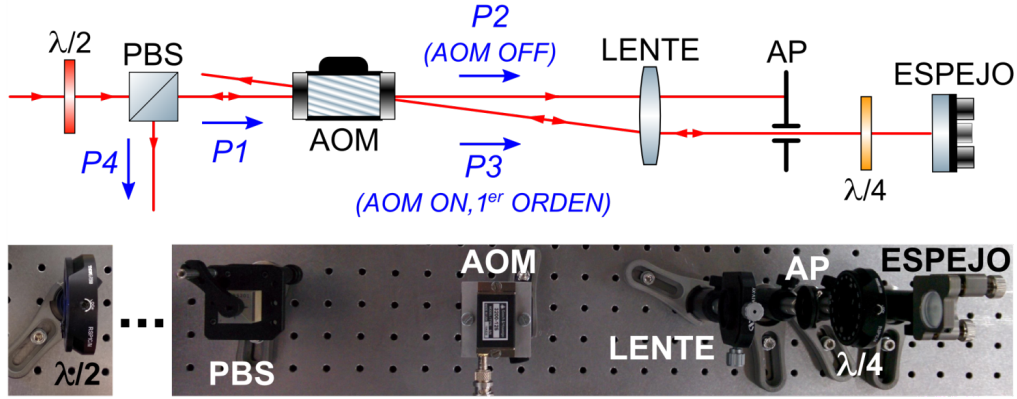 λ/2
PBS
P2
(AOM OFF)
LENTE
AP
ESPEJO
AOM
P1
P4
P3
(AOM ON,1er ORDEN)
λ/4
AOM
AP
ESPEJO
λ/2
PBS
LENTE
λ/4